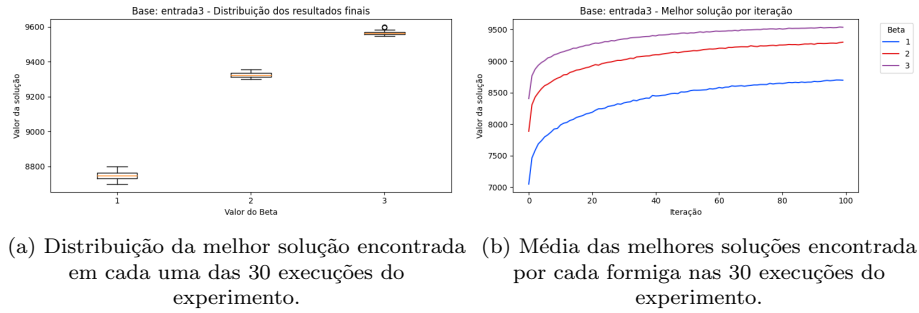 Base: entrada3 - Distribuição dos resultados finais
Valor da solução
9600
9400
9200
9000
8800
1
2
3
Valor do Beta
Base: entrada3 - Melhor solução por iteração
Valor da solução
9500
9000
8500
8000
7500
7000
0
20
40
60
80
100
Iteração
Beta
1
2
3
(a) Distribuição da melhor solução encontrada
em cada uma das 30 execuções do
experimento.
(b) Média das melhores soluções encontrada
por cada formiga nas 30 execuções do
experimento.